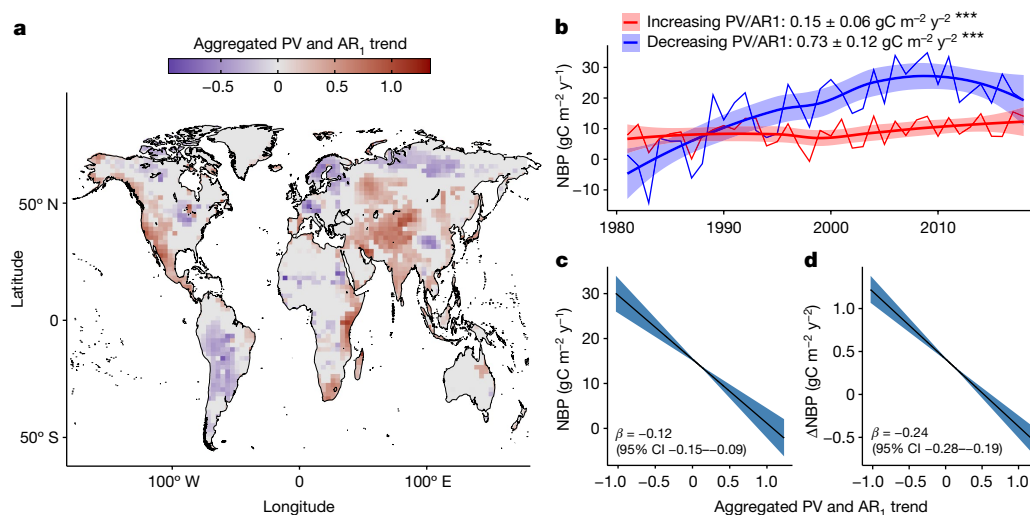 a
Aggregated PV and AR1 trend
−0.5 0 0.5 1.0
50° N
0
50° S
Latitude
100° W 0 100° E
Longitude
b
Increasing PV/AR1: 0.15 ± 0.06 gC m−2 y−2 ***
Decreasing PV/AR1: 0.73 ± 0.12 gC m−2 y−2 ***
30
20
10
0
−10
NBP (gC m−2 y−1)
1980 1990 2000 2010
c
30
20
10
0
NBP (gC m−2 y−1)
β = −0.12
(95% CI −0.15–−0.09)
−1.0 −0.5 0 0.5 1.0
d
1.0
0.5
0
−0.5
ΔNBP (gC m−2 y−2)
β = −0.24
(95% CI −0.28–−0.19)
−1.0 −0.5 0 0.5 1.0
Aggregated PV and AR1 trend